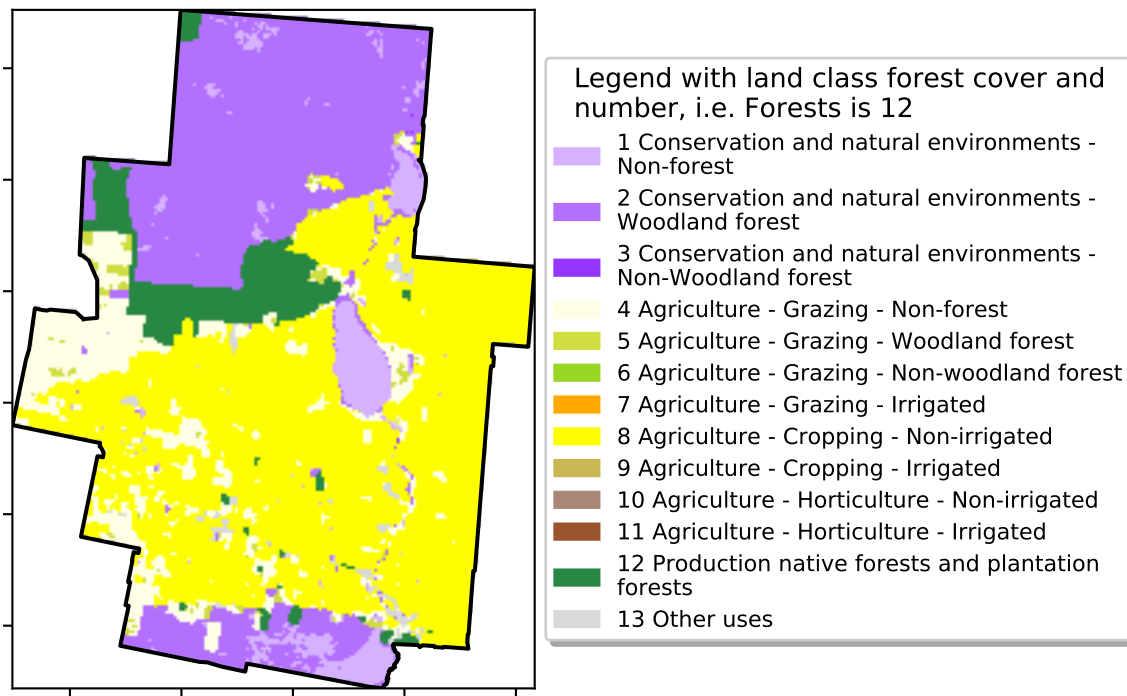 Legend with land class forest cover and
number, i.e. Forests is 12
1 Conservation and natural environments -
Non-forest
2 Conservation and natural environments -
Woodland forest
3 Conservation and natural environments -
Non-Woodland forest
4 Agriculture - Grazing - Non-forest
5 Agriculture - Grazing - Woodland forest
6 Agriculture - Grazing - Non-woodland forest
7 Agriculture - Grazing - Irrigated
8 Agriculture - Cropping - Non-irrigated
9 Agriculture - Cropping - Irrigated
10 Agriculture - Horticulture - Non-irrigated
11 Agriculture - Horticulture - Irrigated
12 Production native forests and plantation
forests
13 Other uses